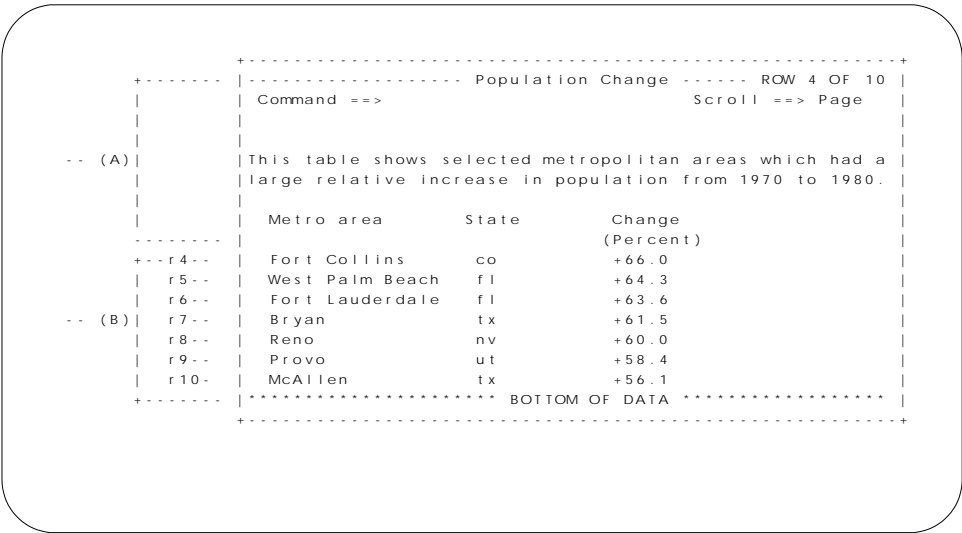 +---------------------------------------------------------+
+------- |------------------- Population Change ------ ROW 4 OF 10 |
| | Command ==> Scroll ==> Page |
| | |
| | |
-- (A)| |This table shows selected metropolitan areas which had a |
| |large relative increase in population from 1970 to 1980. |
| | |
| | Metro area State Change |
-------- | (Percent) |
+--r4-- | Fort Collins co +66.0 |
| r5-- | West Palm Beach fl +64.3 |
| r6-- | Fort Lauderdale fl +63.6 |
-- (B)| r7-- | Bryan tx +61.5 |
| r8-- | Reno nv +60.0 |
| r9-- | Provo ut +58.4 |
| r10- | McAllen tx +56.1 |
+------- |********************** BOTTOM OF DATA ****************** |
+---------------------------------------------------------+